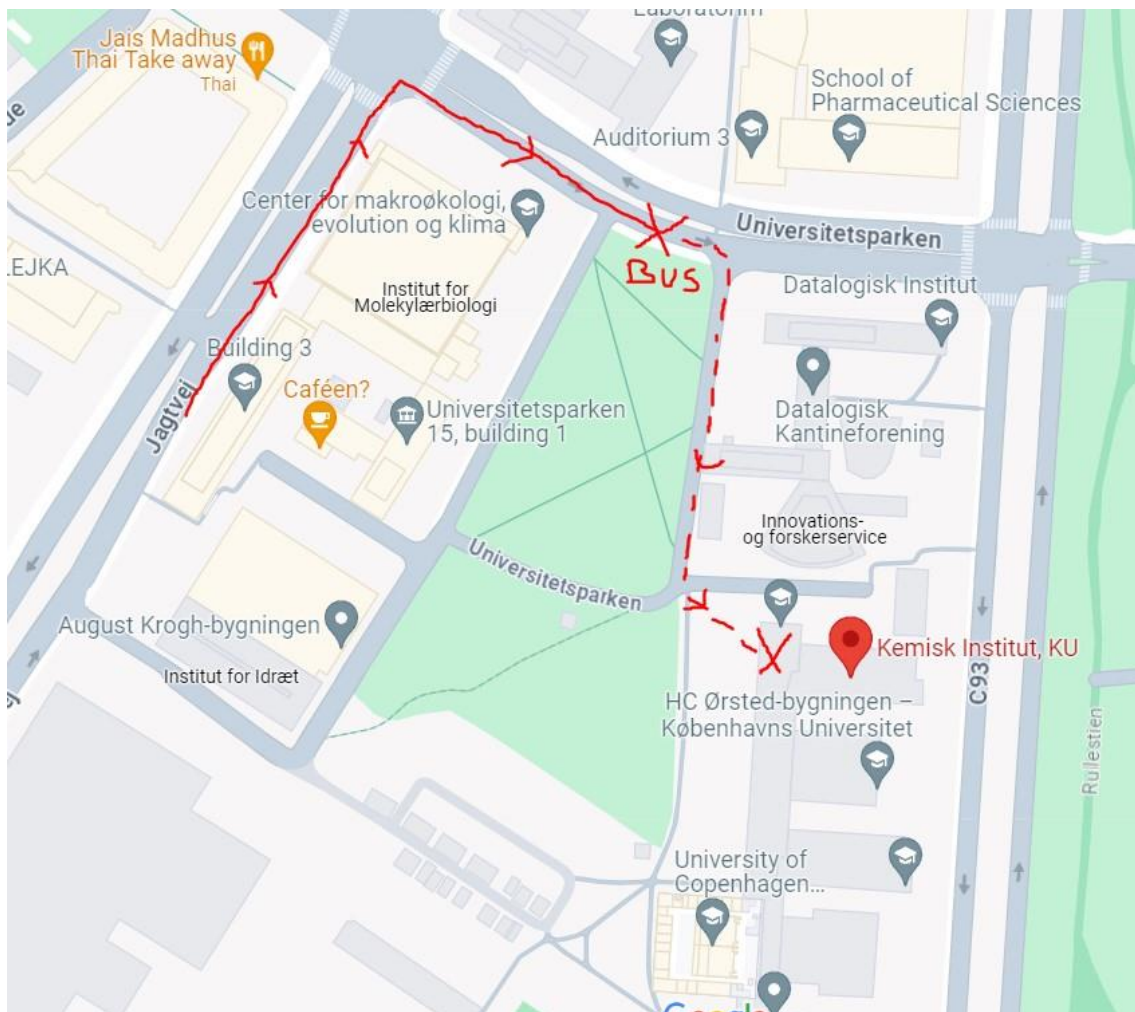 Laboratorim
Jais Madhus
Thai Take away
Thai
School of
Pharmaceutical Sciences
Auditorium 3
Center for makroøkologi,
evolution og klima
Universitetsparken
BUS
LEJKA
Institut for
Molekylærbiologi
Datalogisk Institut
Building 3
Caféen?
Jagtvej
Universitetsparken
15, building 1
Datalogisk
Kantineforening
Innovations-
og forskerservice
Universitetsparken
August Krogh-bygningen
Institut for Idræt
Kemisk Institut, KU
C93
HC Ørsted-bygningen –
Københavns Universitet
Rullestien
University of
Copenhagen...